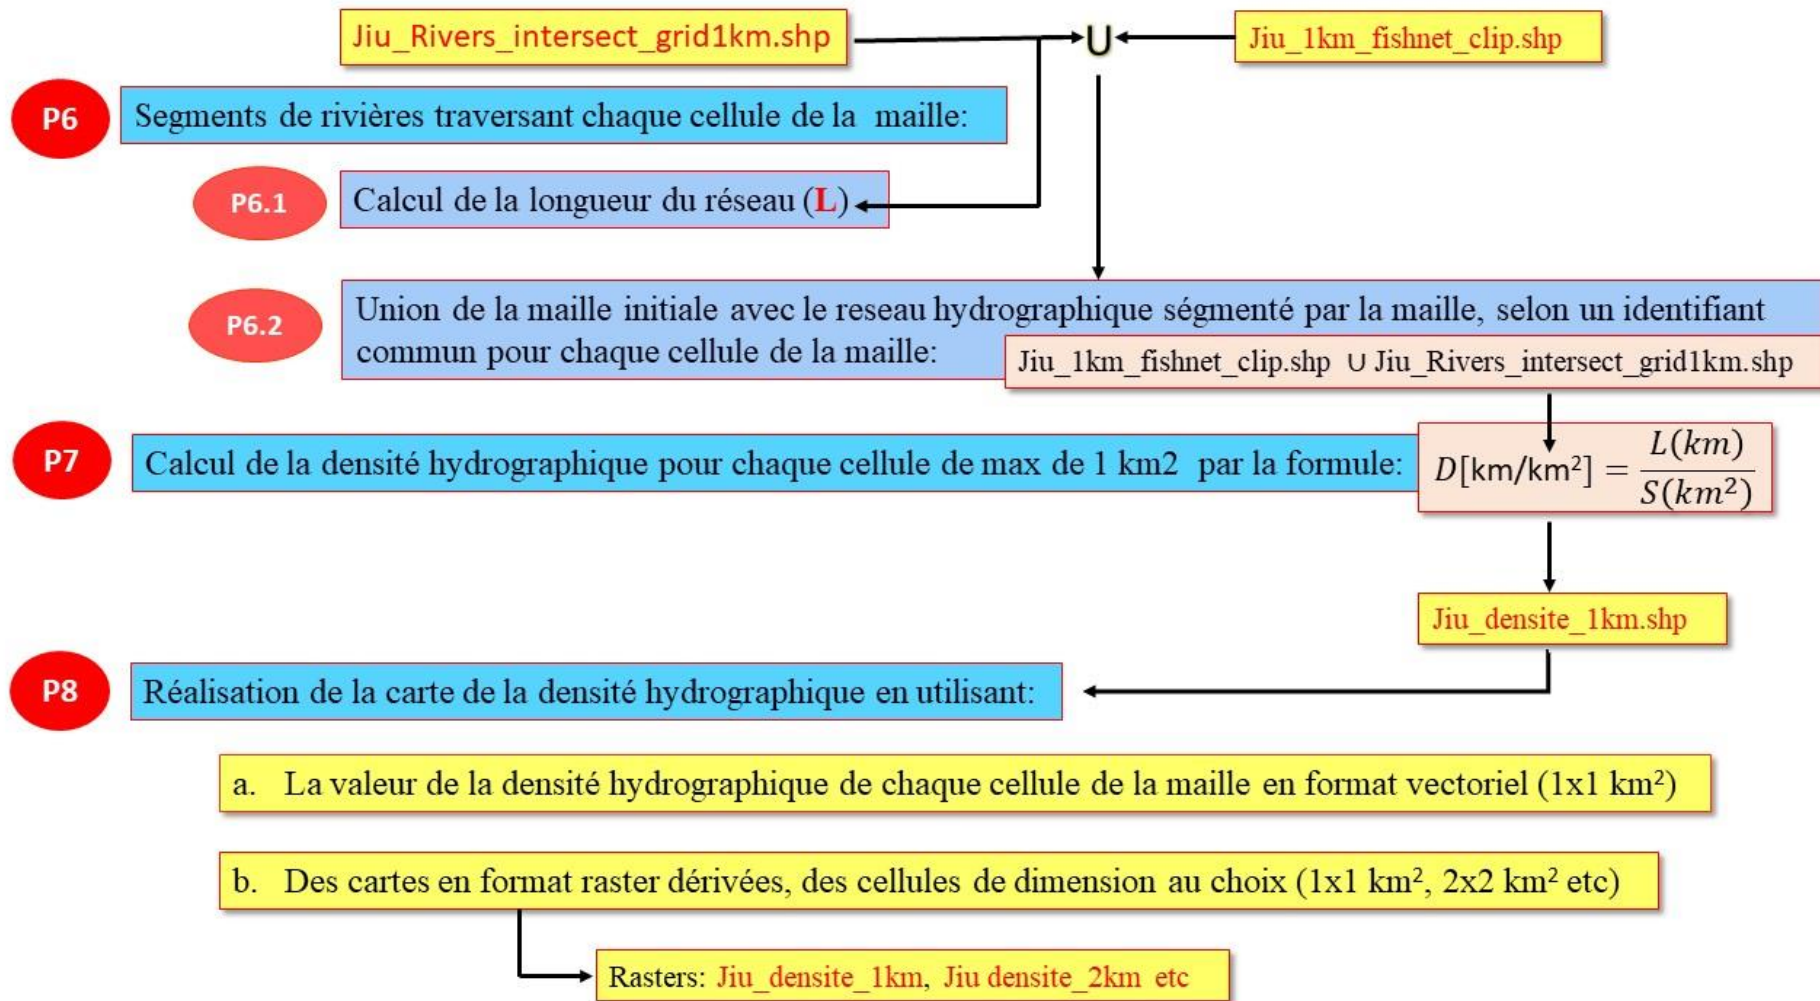 Jiu_Rivers_intersect_grid1km.shp
∪
Jiu_1km_fishnet_clip.shp
P6
Segments de rivières traversant chaque cellule de la maille:
P6.1
Calcul de la longueur du réseau (L)
P6.2
Union de la maille initiale avec le reseau hydrographique ségmenté par la maille, selon un identifiant
commun pour chaque cellule de la maille:
Jiu_1km_fishnet_clip.shp ∪ Jiu_Rivers_intersect_grid1km.shp
P7
Calcul de la densité hydrographique pour chaque cellule de max de 1 km2 par la formule:
D[km/km²] = L(km) / S(km²)
Jiu_densite_1km.shp
P8
Réalisation de la carte de la densité hydrographique en utilisant:
a. La valeur de la densité hydrographique de chaque cellule de la maille en format vectoriel (1x1 km²)
b. Des cartes en format raster dérivées, des cellules de dimension au choix (1x1 km², 2x2 km² etc)
Rasters: Jiu_densite_1km, Jiu densite_2km etc